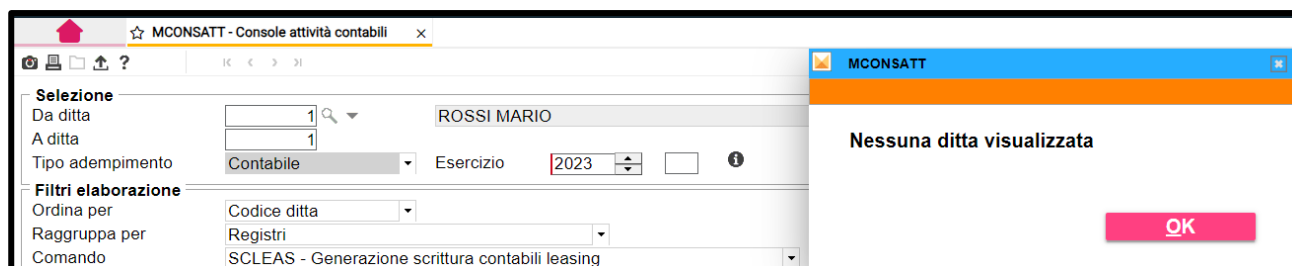 MCONSATT - Console attività contabili x
?
MCONSATT
Selezione
Da ditta 1 ROSSI MARIO
A ditta 1
Tipo adempimento Contabile Esercizio 2023
Filtri elaborazione
Ordina per Codice ditta
Raggruppa per Registri
Comando SCLEAS - Generazione scrittura contabili leasing
Nessuna ditta visualizzata
OK